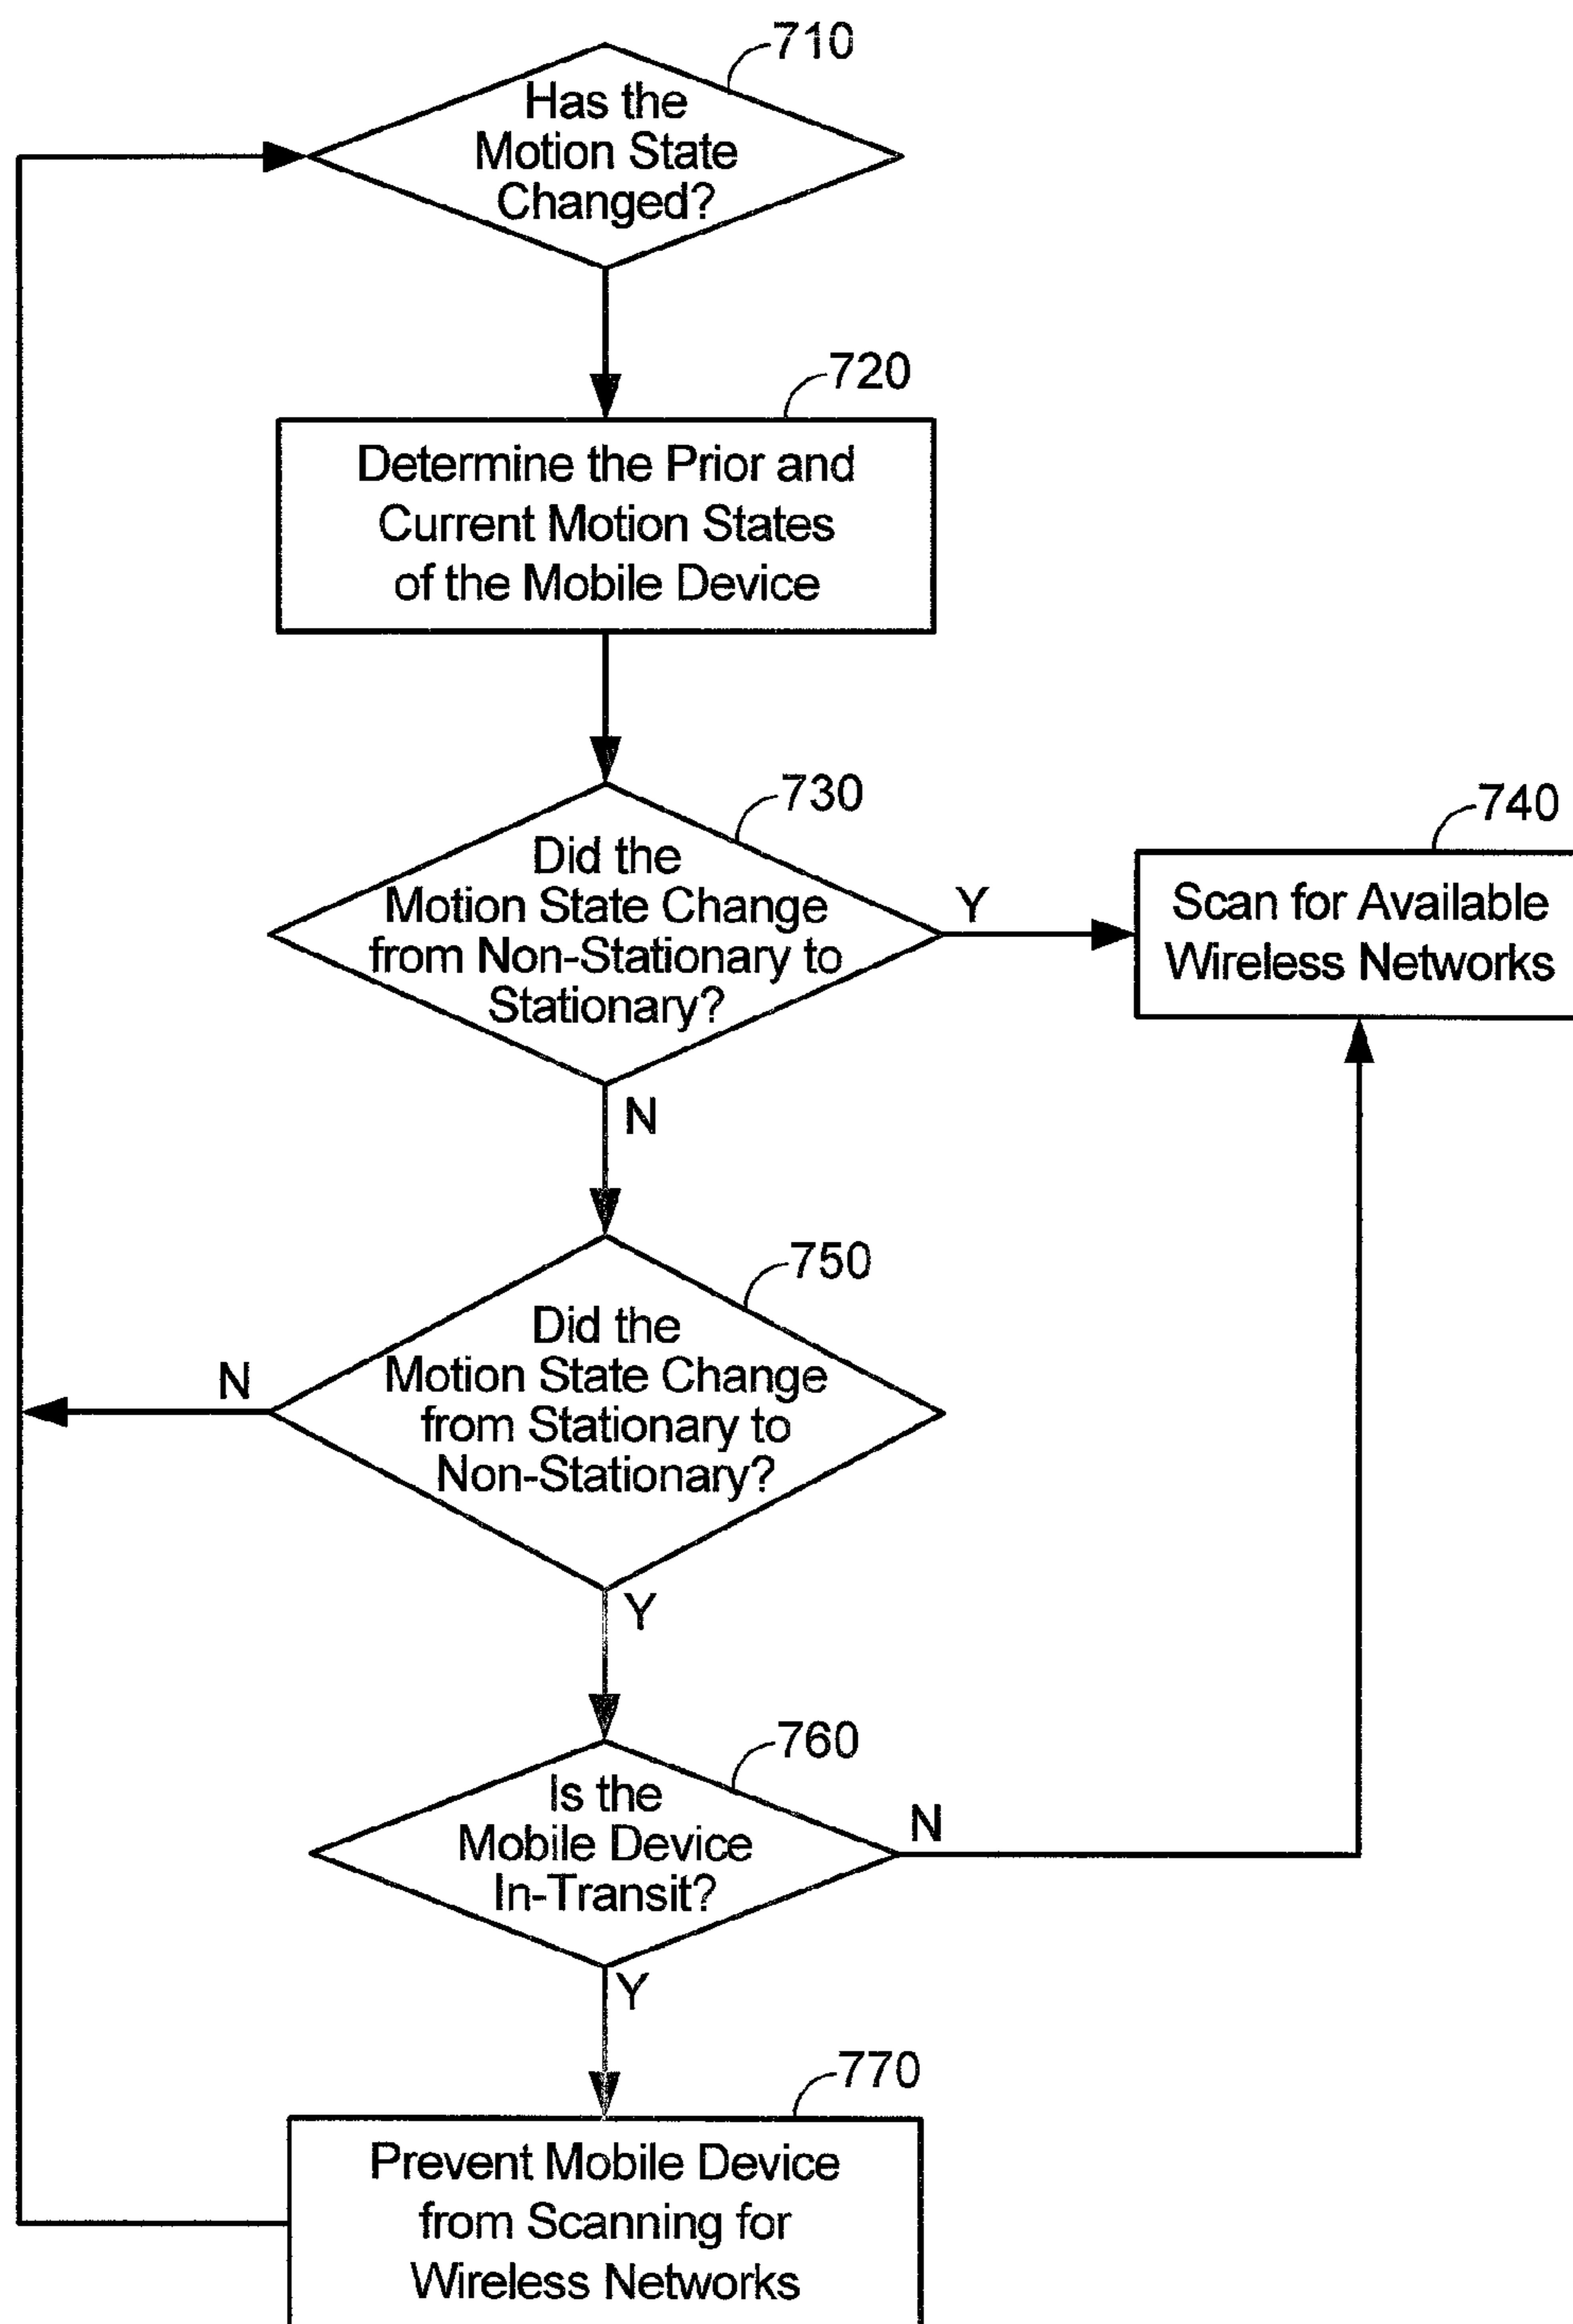 710
Has the
Motion State
Changed?
720
Determine the Prior and
Current Motion States
of the Mobile Device
730
Did the
Motion State Change
from Non-Stationary to
Stationary?
Y
740
Scan for Available
Wireless Networks
N
750
Did the
Motion State Change
from Stationary to
Non-Stationary?
N
Y
760
Is the
Mobile Device
In-Transit?
N
Y
770
Prevent Mobile Device
from Scanning for
Wireless Networks